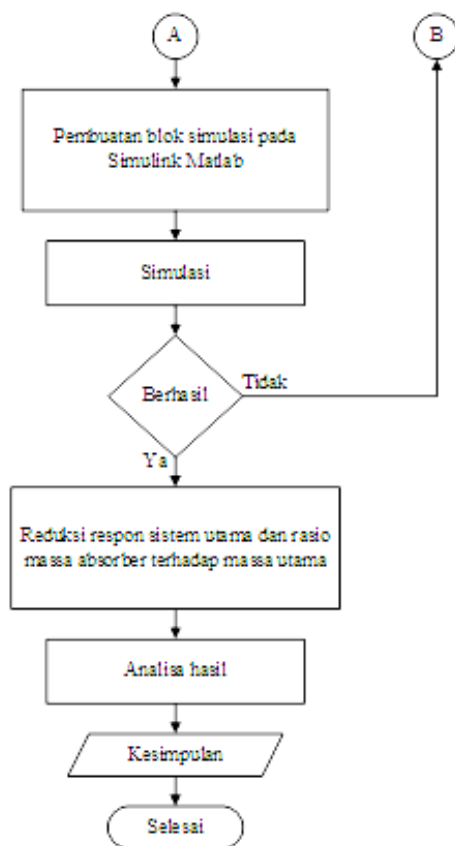 A
B
Pembuatan blok simulasi pada
Simulink Matlab
Simulasi
Berhasil
Tidak
Ya
Reduksi respon sistem utama dan rasio
massa absorber terhadap massa utama
Analisa hasil
Kesimpulan
Selesai